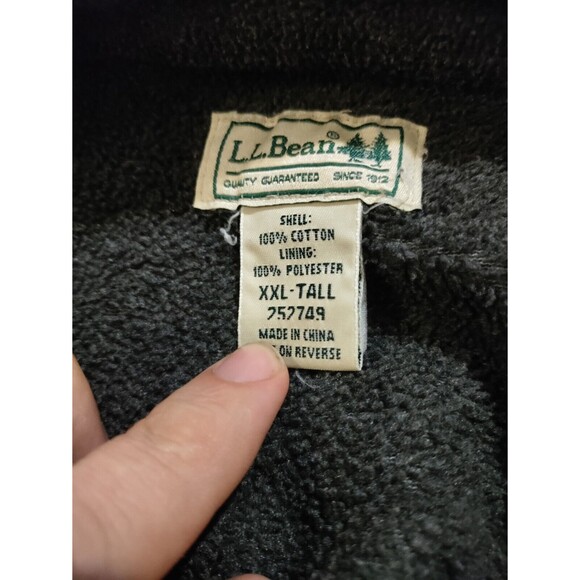 L.L.Bean®
QUALITY GUARANTEED SINCE 1912
SHELL:
100% COTTON
LINING:
100% POLYESTER
XXL-TALL
252749
MADE IN CHINA
ON REVERSE